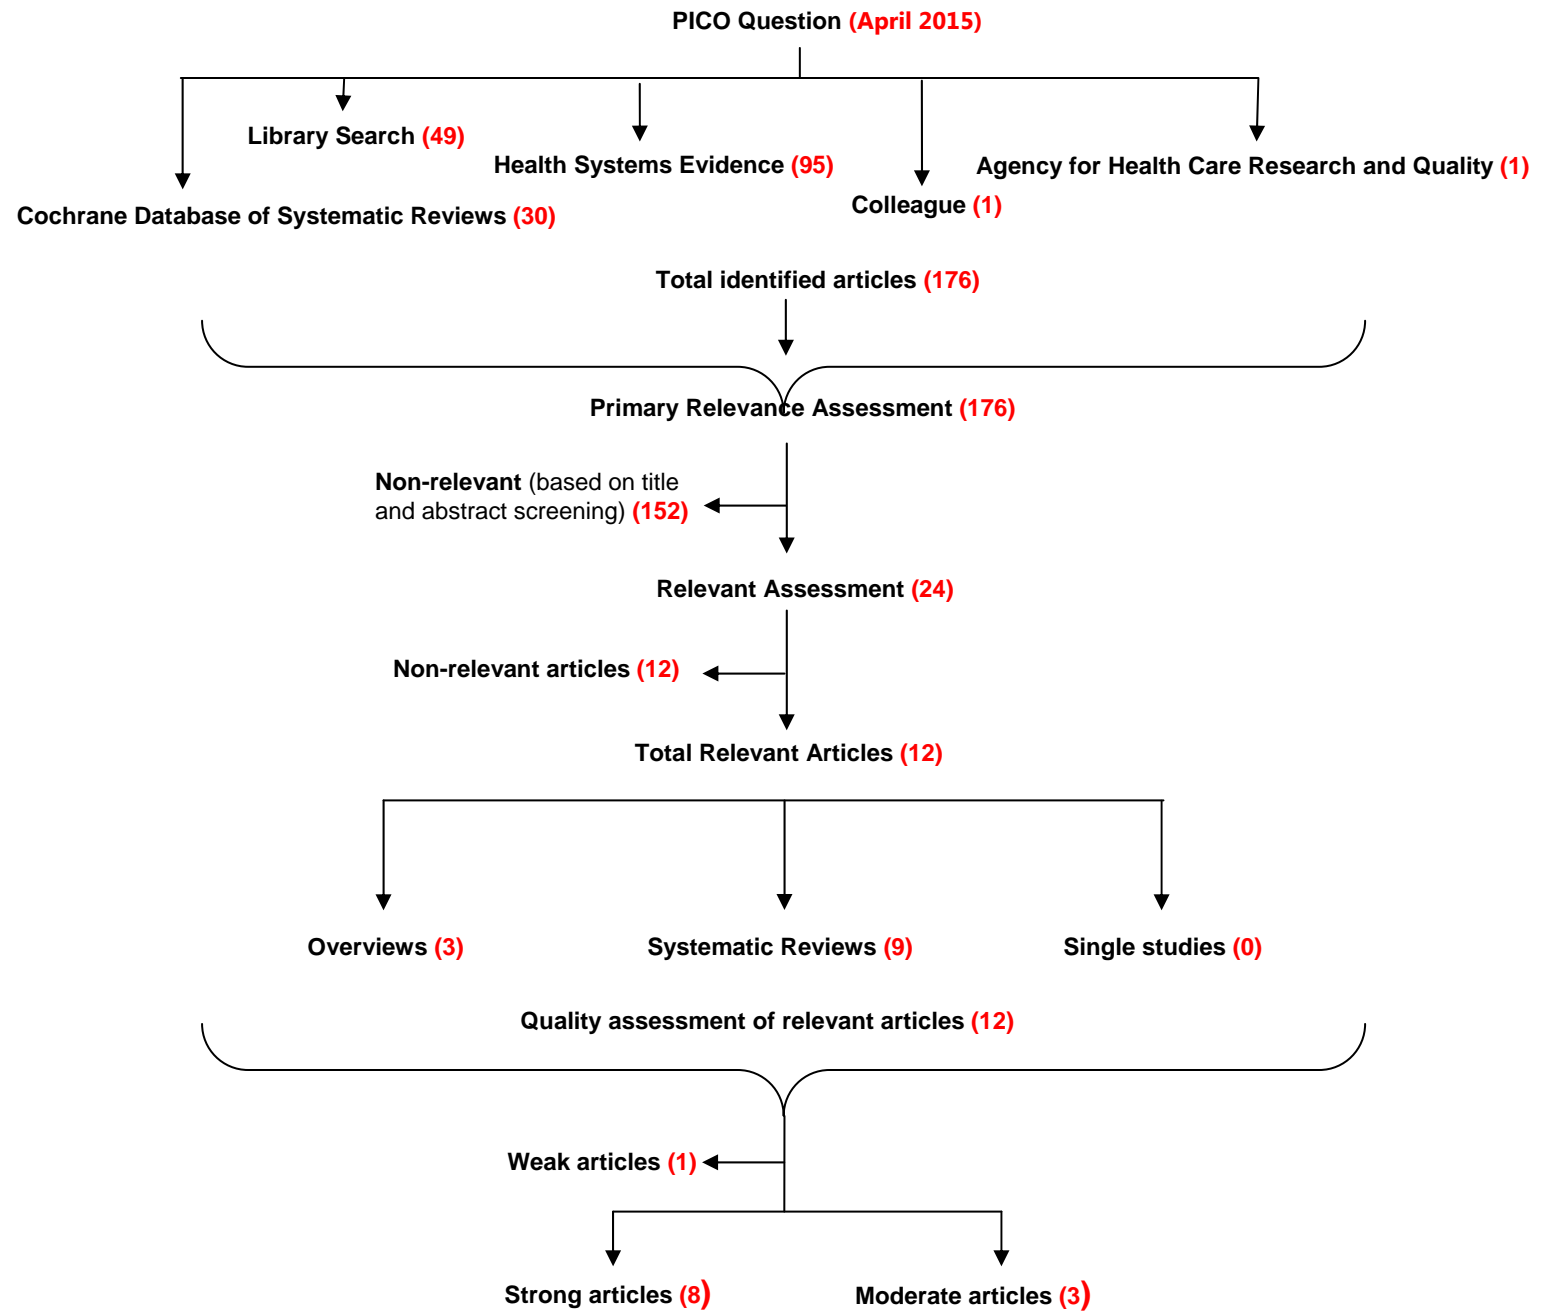 PICO Question (April 2015)
Library Search (49)
Health Systems Evidence (95)
Agency for Health Care Research and Quality (1)
Colleague (1)
Cochrane Database of Systematic Reviews (30)
Total identified articles (176)
Primary Relevance Assessment (176)
Non-relevant (based on title
and abstract screening) (152)
Relevant Assessment (24)
Non-relevant articles (12)
Total Relevant Articles (12)
Overviews (3)
Systematic Reviews (9)
Single studies (0)
Quality assessment of relevant articles (12)
Weak articles (1)
Strong articles (8)
Moderate articles (3)